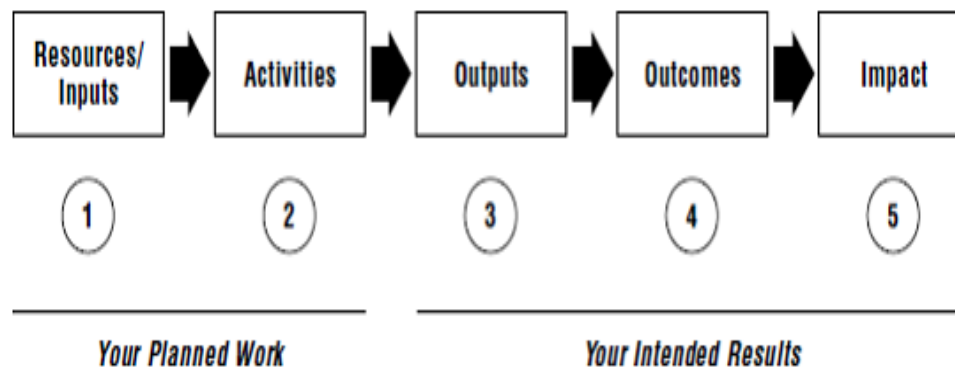 Resources/
Inputs
Activities
Outputs
Outcomes
Impact
1
2
3
4
5
Your Planned Work
Your Intended Results